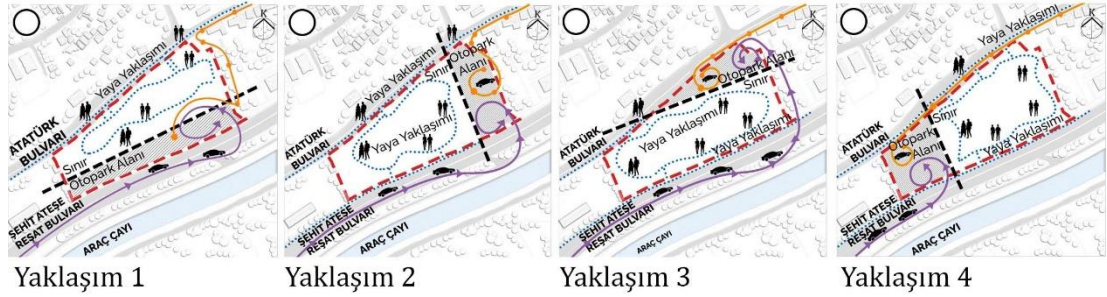 K
Yaya Yaklaşımı
ATATÜRK
BULVARI
Sınır
Otopark Alanı
ŞEHİT ATEŞE
REŞAT BULVARI
ARAÇ ÇAYI
Yaklaşım 1
K
Yaya Yaklaşımı
Sınır
Otopark
Alanı
Yaya Yaklaşımı
ATATÜRK
BULVARI
ŞEHİT ATEŞE
REŞAT BULVARI
ARAÇ ÇAYI
Yaklaşım 2
K
Otopark Alanı
Sınır
Yaya Yaklaşımı
Yaya Yaklaşımı
ATATÜRK
BULVARI
ŞEHİT ATEŞE
REŞAT BULVARI
ARAÇ ÇAYI
Yaklaşım 3
K
Yaya Yaklaşımı
Sınır
Otopark
Alanı
Yaya Yaklaşımı
ATATÜRK
BULVARI
ŞEHİT ATEŞE
REŞAT BULVARI
ARAÇ ÇAYI
Yaklaşım 4